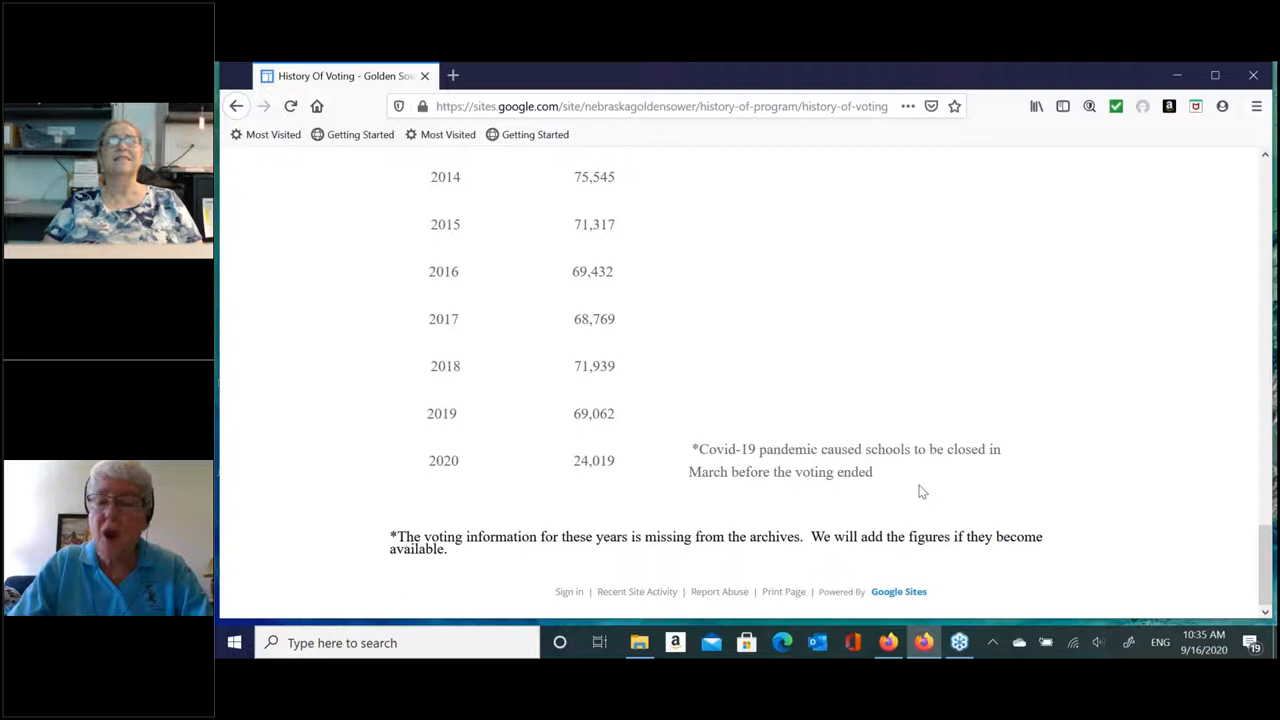 History Of Voting - Golden Sow
https://sites.google.com/site/nebraskagoldensower/history-of-program/history-of-voting
Most Visited Getting Started Most Visited Getting Started
2014 75,545
2015 71,317
2016 69,432
2017 68,769
2018 71,939
2019 69,062
2020 24,019
*Covid-19 pandemic caused schools to be closed in
March before the voting ended
*The voting information for these years is missing from the archives. We will add the figures if they become
available.
Sign in | Recent Site Activity | Report Abuse | Print Page | Powered By Google Sites
Type here to search
ENG
10:35 AM
9/16/2020
19